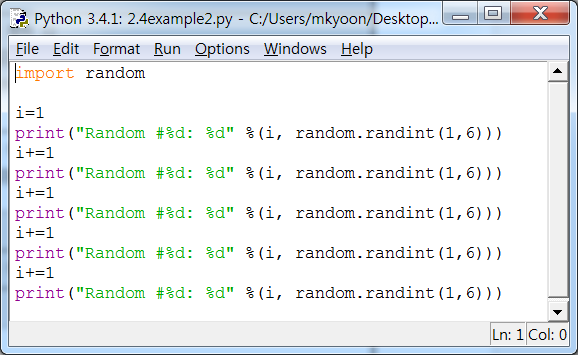 Python 3.4.1: 2.4example2.py - C:/Users/mkyoon/Desktop...
File Edit Format Run Options Windows Help
import random
i=1
print("Random #%d: %d" %(i, random.randint(1,6)))
i+=1
print("Random #%d: %d" %(i, random.randint(1,6)))
i+=1
print("Random #%d: %d" %(i, random.randint(1,6)))
i+=1
print("Random #%d: %d" %(i, random.randint(1,6)))
i+=1
print("Random #%d: %d" %(i, random.randint(1,6)))
Ln: 1 Col: 0